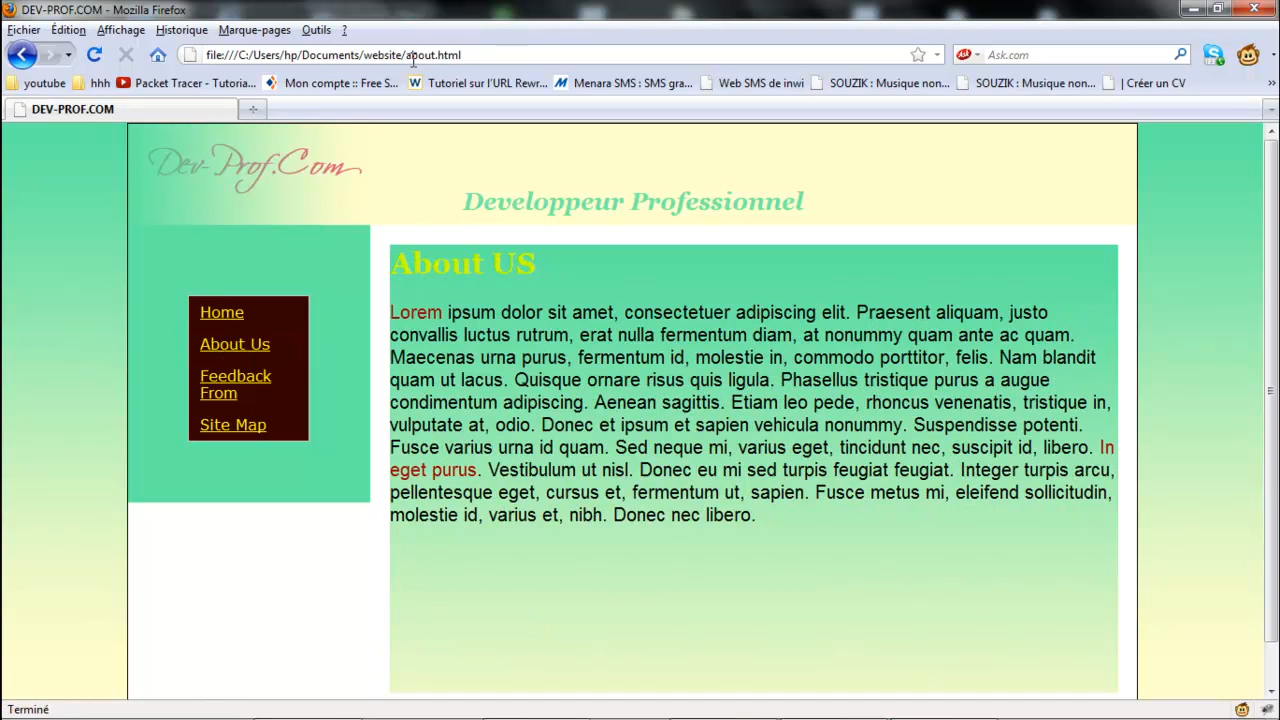 DEV-PROF.COM - Mozilla Firefox
Fichier Édition Affichage Historique Marque-pages Outils ?
file:///C:/Users/hp/Documents/website/about.html
Ask Ask.com
youtube hhh Packet Tracer - Tutoria... Mon compte :: Free S... Tutoriel sur l'URL Rewr... Menara SMS : SMS gra... Web SMS de inwi SOUZIK : Musique non... SOUZIK : Musique non... | Créer un CV »
DEV-PROF.COM
Dev-Prof.Com
Developpeur Professionnel
Home
About Us
Feedback
From
Site Map
About US
Lorem ipsum dolor sit amet, consectetuer adipiscing elit. Praesent aliquam, justo
convallis luctus rutrum, erat nulla fermentum diam, at nonummy quam ante ac quam.
Maecenas urna purus, fermentum id, molestie in, commodo porttitor, felis. Nam blandit
quam ut lacus. Quisque ornare risus quis ligula. Phasellus tristique purus a augue
condimentum adipiscing. Aenean sagittis. Etiam leo pede, rhoncus venenatis, tristique in,
vulputate at, odio. Donec et ipsum et sapien vehicula nonummy. Suspendisse potenti.
Fusce varius urna id quam. Sed neque mi, varius eget, tincidunt nec, suscipit id, libero. In
eget purus. Vestibulum ut nisl. Donec eu mi sed turpis feugiat feugiat. Integer turpis arcu,
pellentesque eget, cursus et, fermentum ut, sapien. Fusce metus mi, eleifend sollicitudin,
molestie id, varius et, nibh. Donec nec libero.
Terminé